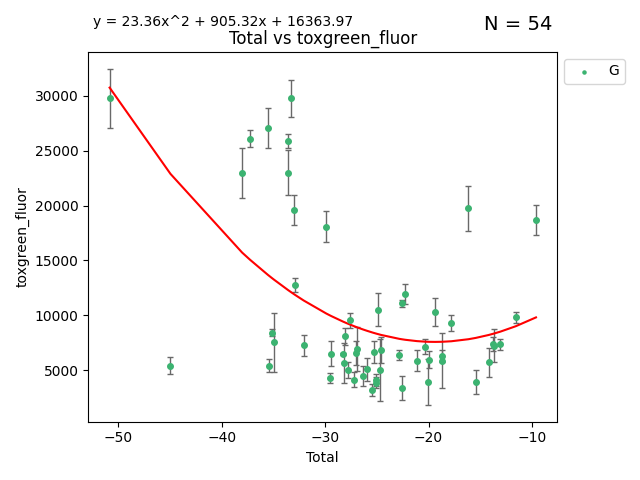 y = 23.36x^2 + 905.32x + 16363.97
N = 54
Total vs toxgreen_fluor
G
30000
25000
20000
15000
10000
5000
toxgreen_fluor
−50 −40 −30 −20 −10
Total